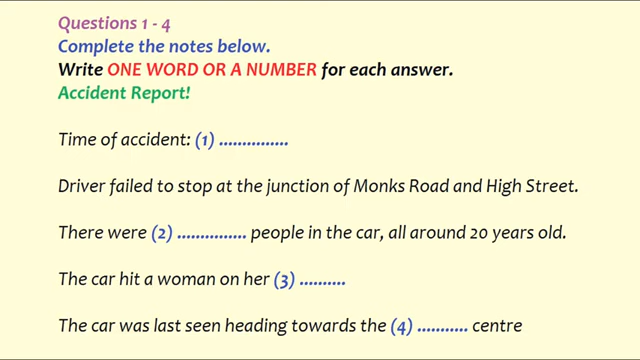 Questions 1 - 4
Complete the notes below.
Write ONE WORD OR A NUMBER for each answer.
Accident Report!
Time of accident: (1) ...............
Driver failed to stop at the junction of Monks Road and High Street.
There were (2) ............... people in the car, all around 20 years old.
The car hit a woman on her (3) ..........
The car was last seen heading towards the (4) ........... centre